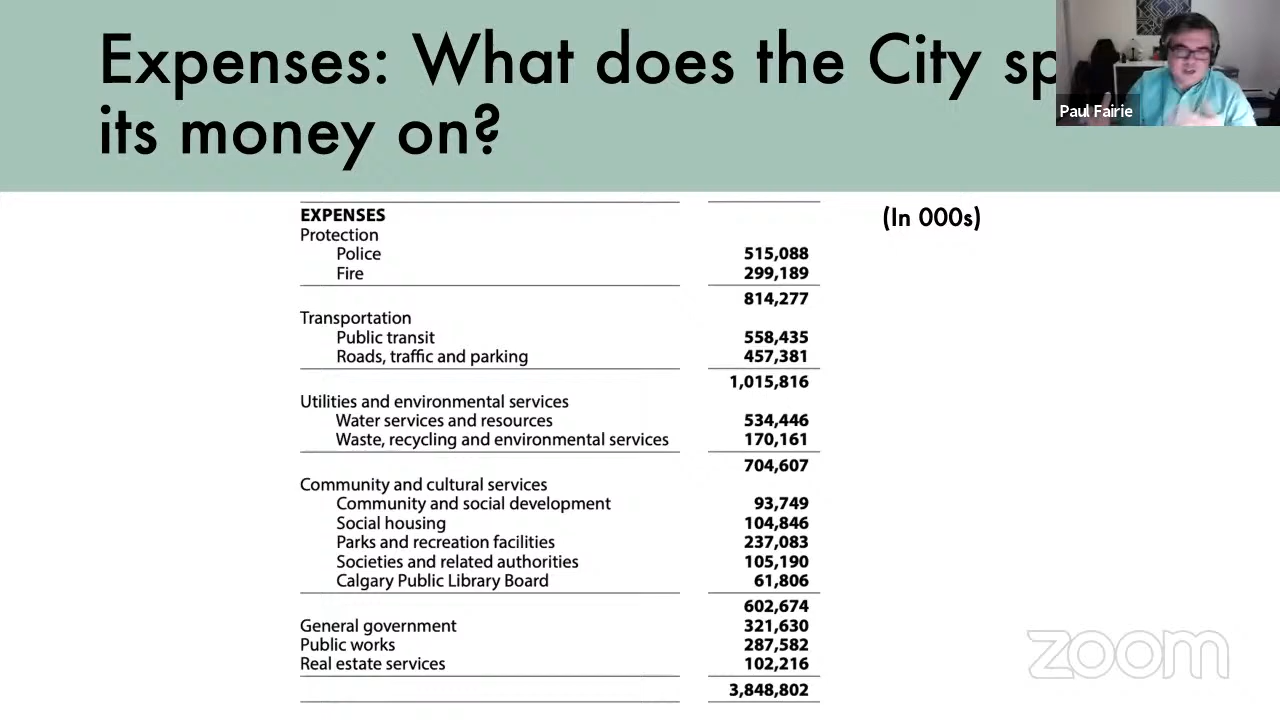 Expenses: What does the City sp
its money on?
Paul Fairie
(In 000s)
EXPENSES
Protection
Police 515,088
Fire 299,189
814,277
Transportation
Public transit 558,435
Roads, traffic and parking 457,381
1,015,816
Utilities and environmental services
Water services and resources 534,446
Waste, recycling and environmental services 170,161
704,607
Community and cultural services
Community and social development 93,749
Social housing 104,846
Parks and recreation facilities 237,083
Societies and related authorities 105,190
Calgary Public Library Board 61,806
602,674
General government 321,630
Public works 287,582
Real estate services 102,216
3,848,802
zoom